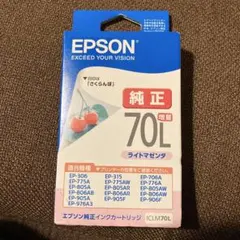 EPSON
EXCEED YOUR VISION
「さくらんぼ」
純正
増量
70L
ライトマゼンタ
EP-306 EP-315 EP-706A
EP-775A EP-775AW EP-776A
EP-805A EP-805AR EP-805AW
EP-806AB EP-806AR EP-806AW
EP-905A EP-905F EP-906F
EP-976A3
エプソン純正インクカートリッジ ICLM70L